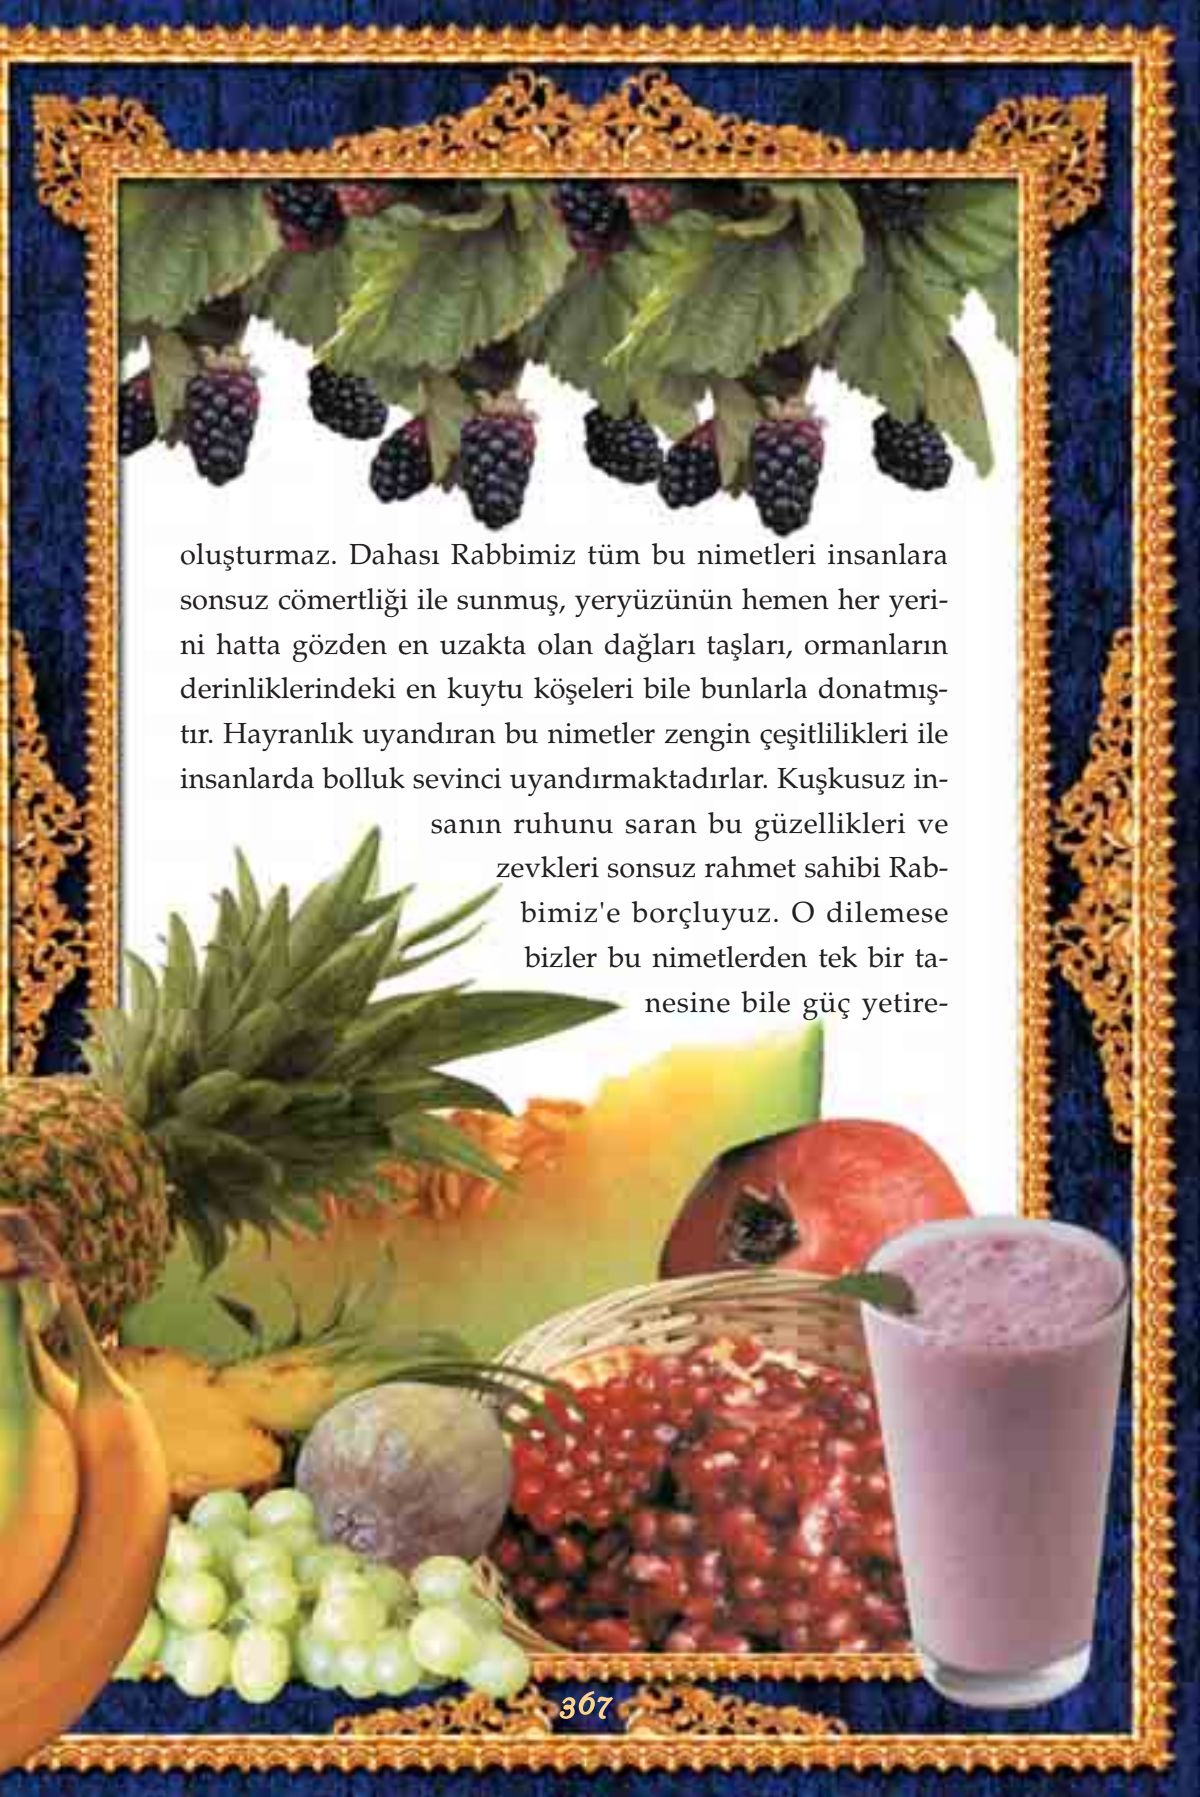 oluşturmaz. Dahası Rabbimiz tüm bu nimetleri insanlara
sonsuz cömertliği ile sunmuş, yeryüzünün hemen her yeri-
ni hatta gözden en uzakta olan dağları taşları, ormanların
derinliklerindeki en kuytu köşeleri bile bunlarla donatmış-
tır. Hayranlık uyandıran bu nimetler zengin çeşitlilikleri ile
insanlarda bolluk sevinci uyandırmaktadırlar. Kuşkusuz in-
sanın ruhunu saran bu güzellikleri ve
zevkleri sonsuz rahmet sahibi Rab-
bimiz'e borçluyuz. O dilemese
bizler bu nimetlerden tek bir ta-
nesine bile güç yetire-
367